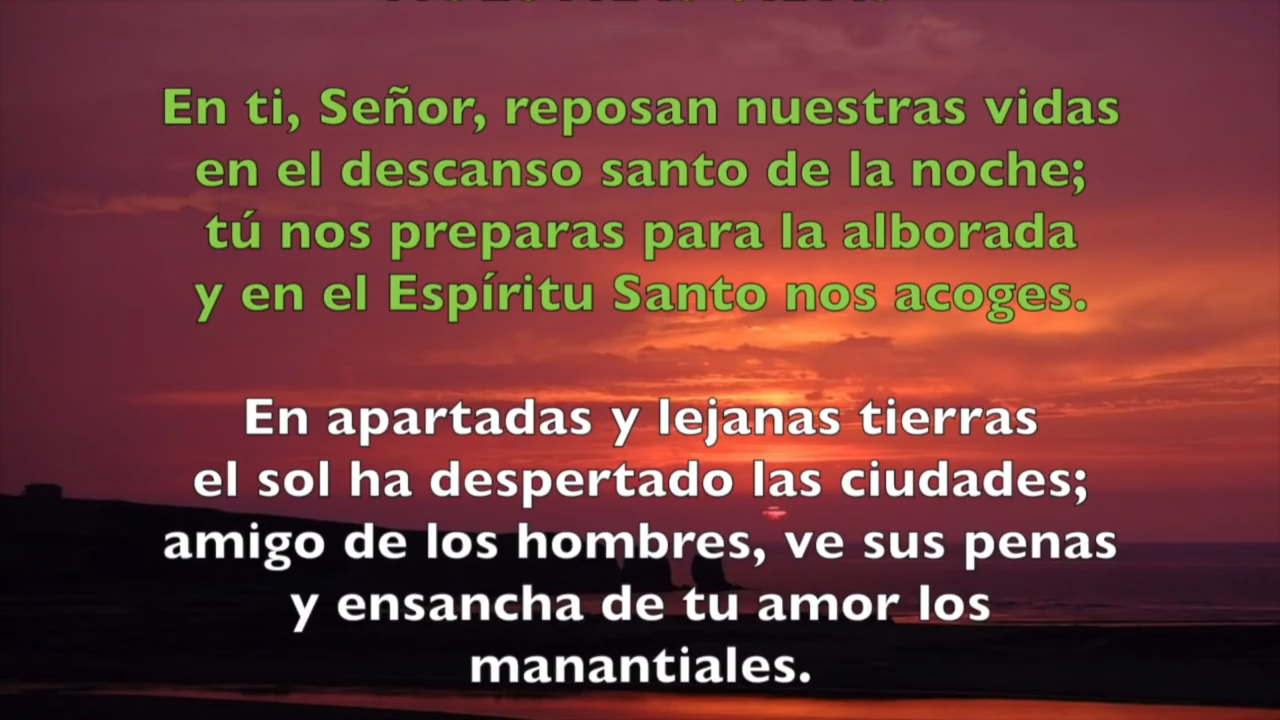 En ti, Señor, reposan nuestras vidas
en el descanso santo de la noche;
tú nos preparas para la alborada
y en el Espíritu Santo nos acoges.
En apartadas y lejanas tierras
el sol ha despertado las ciudades;
amigo de los hombres, ve sus penas
y ensancha de tu amor los
manantiales.